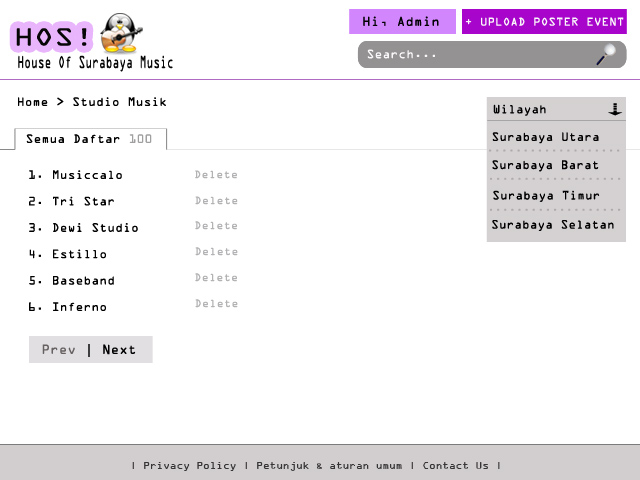 HOS!
House Of Surabaya Music
Hi, Admin
+ UPLOAD POSTER EVENT
Search...
Home > Studio Musik
Wilayah
Surabaya Utara
Surabaya Barat
Surabaya Timur
Surabaya Selatan
Semua Daftar 100
1. Musiccalo Delete
2. Tri Star Delete
3. Dewi Studio Delete
4. Estillo Delete
5. Baseband Delete
6. Inferno Delete
Prev | Next
| Privacy Policy | Petunjuk & aturan umum | Contact Us |